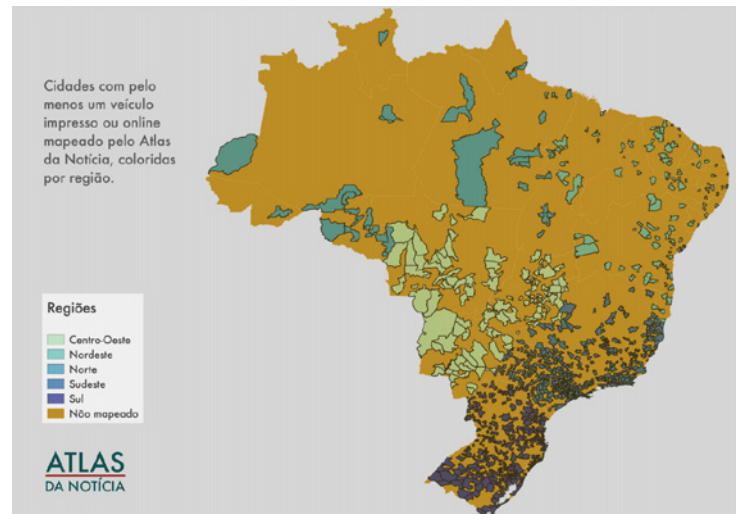 Cidades com pelo
menos um veículo
impresso ou online
mapeado pelo Atlas
da Notícia, coloridas
por região.
Regiões
Centro-Oeste
Nordeste
Norte
Sudeste
Sul
Não mapeado
ATLAS
DA NOTÍCIA